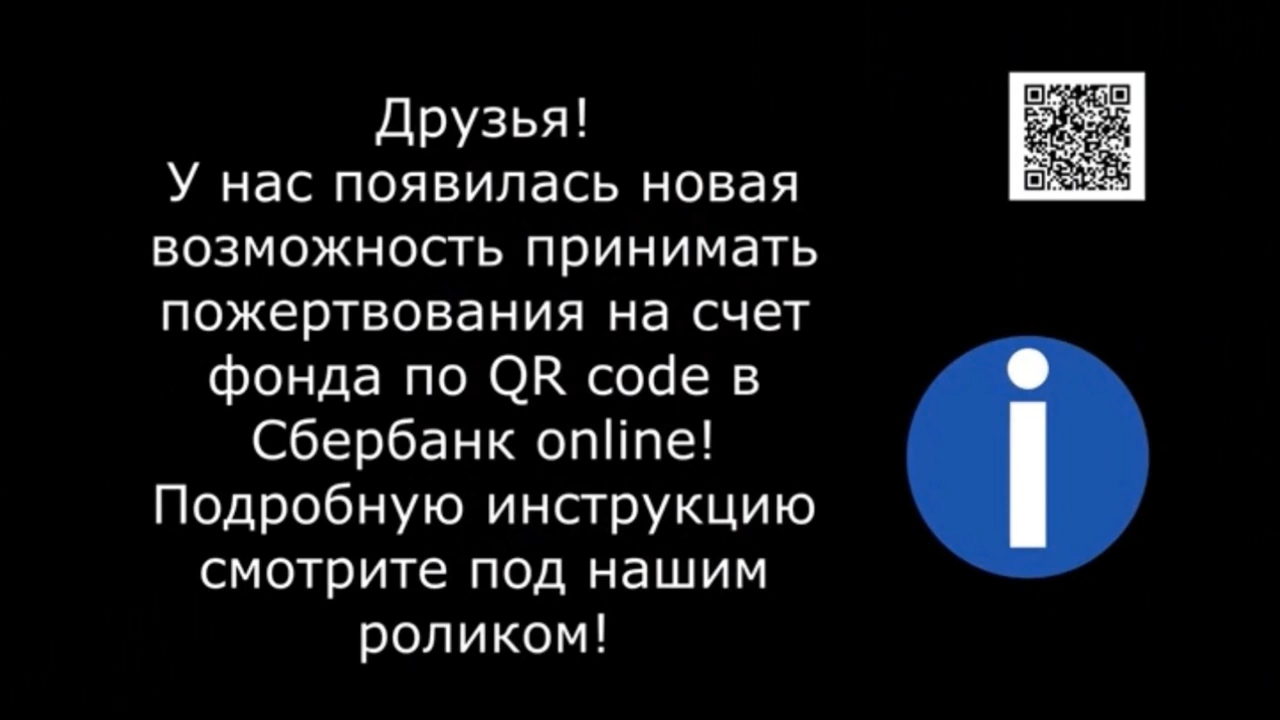 Друзья!
У нас появилась новая
возможность принимать
пожертвования на счет
фонда по QR code в
Сбербанк online!
Подробную инструкцию
смотрите под нашим
роликом!